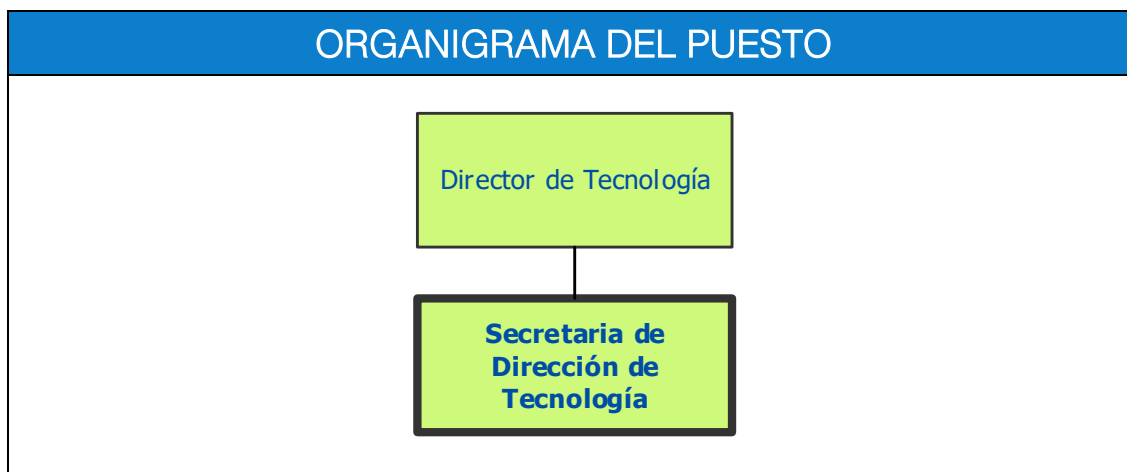 ORGANIGRAMA DEL PUESTO
Director de Tecnología
Secretaria de
Dirección de
Tecnología